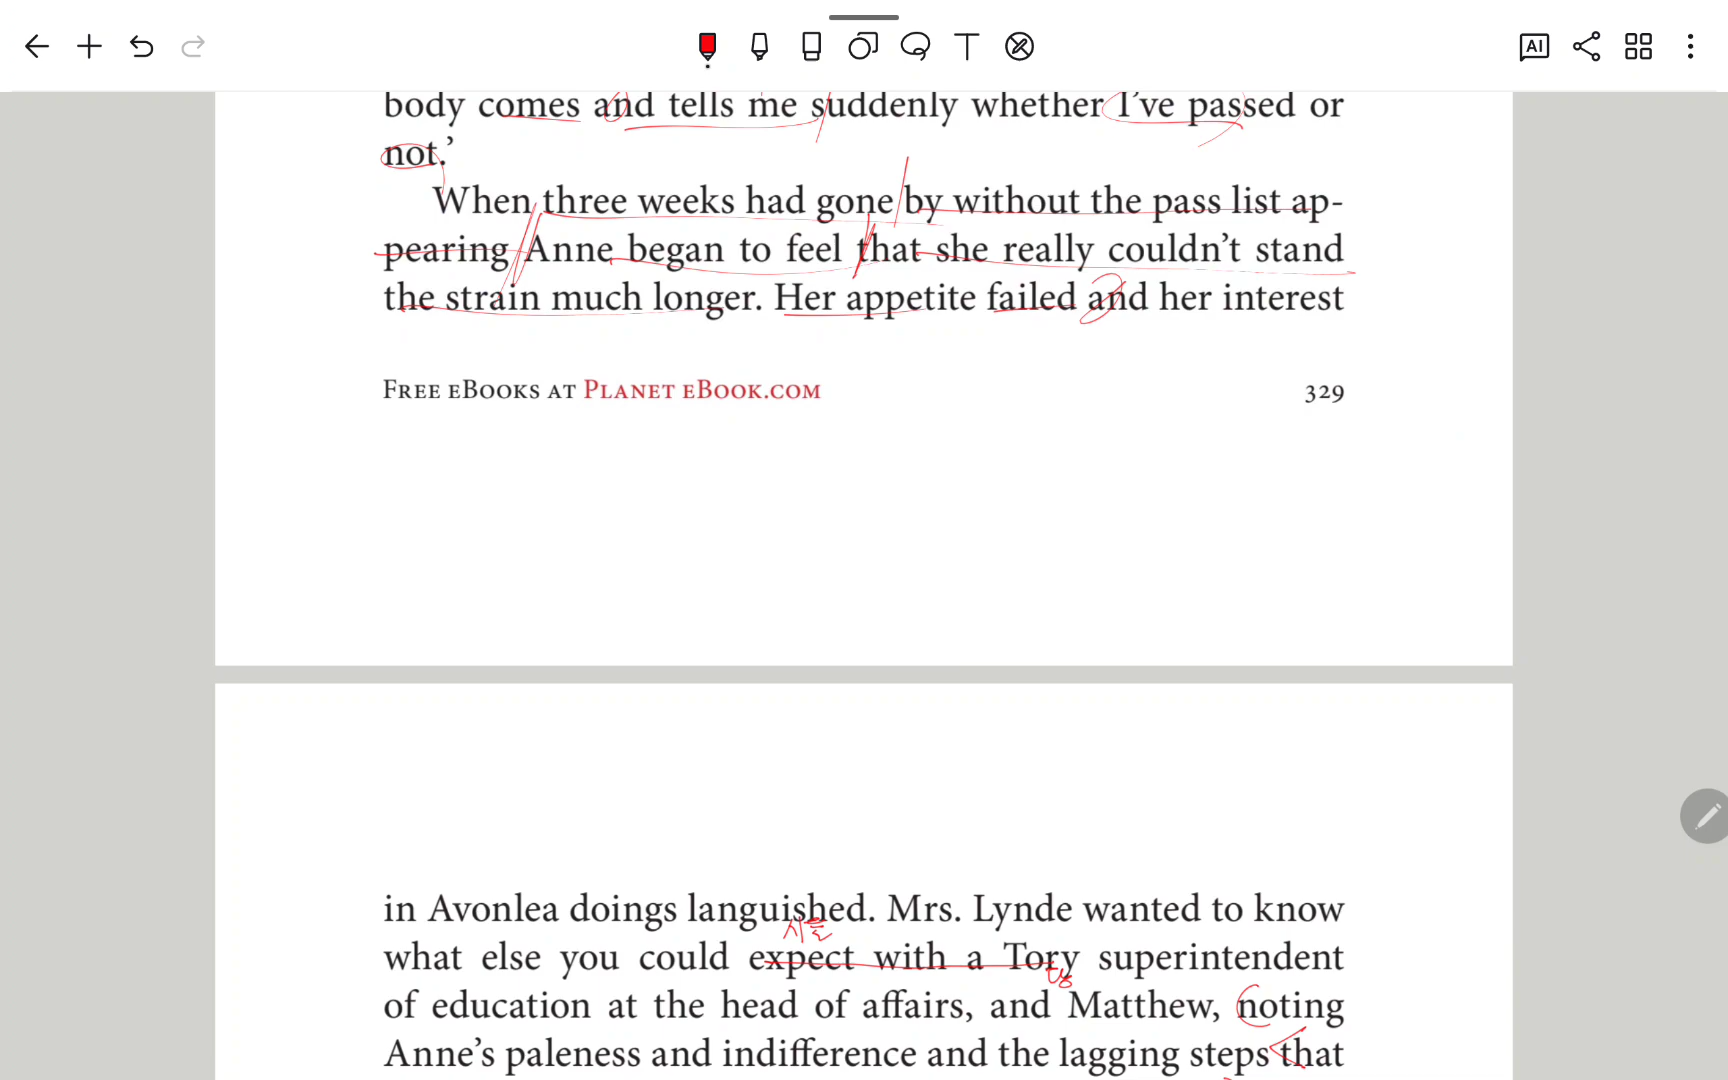 AI
body comes and tells me suddenly whether I've passed or
not.'
When three weeks had gone by without the pass list ap-
pearing Anne began to feel that she really couldn't stand
the strain much longer. Her appetite failed and her interest
FREE EBOOKS AT PLANET EBOOK.COM 329
in Avonlea doings languished. Mrs. Lynde wanted to know
시들
what else you could expect with a Tory superintendent
of education at the head of affairs, and Matthew, noting
Anne's paleness and indifference and the lagging steps that